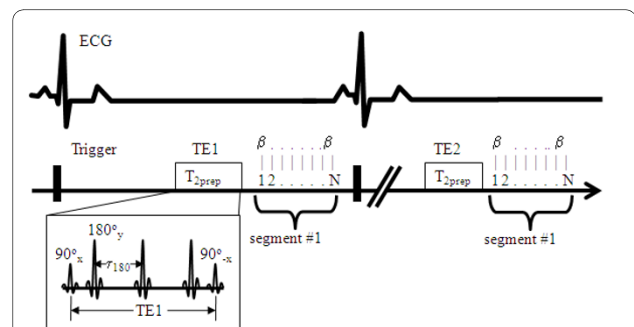 ECG
Trigger TE1 β . . . . . . β TE2 β . . . . . . β
T2prep 1 2 . . . . . N T2prep 1 2 . . . . . N
segment #1 segment #1
180°y
90°x τ180 90°-x
TE1